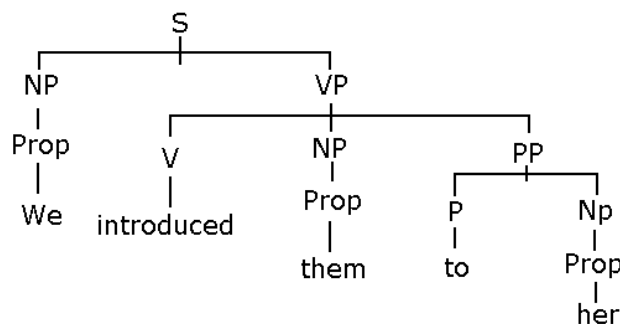 S
NP VP
Prop V NP PP
We introduced Prop P Np
them to Prop
her